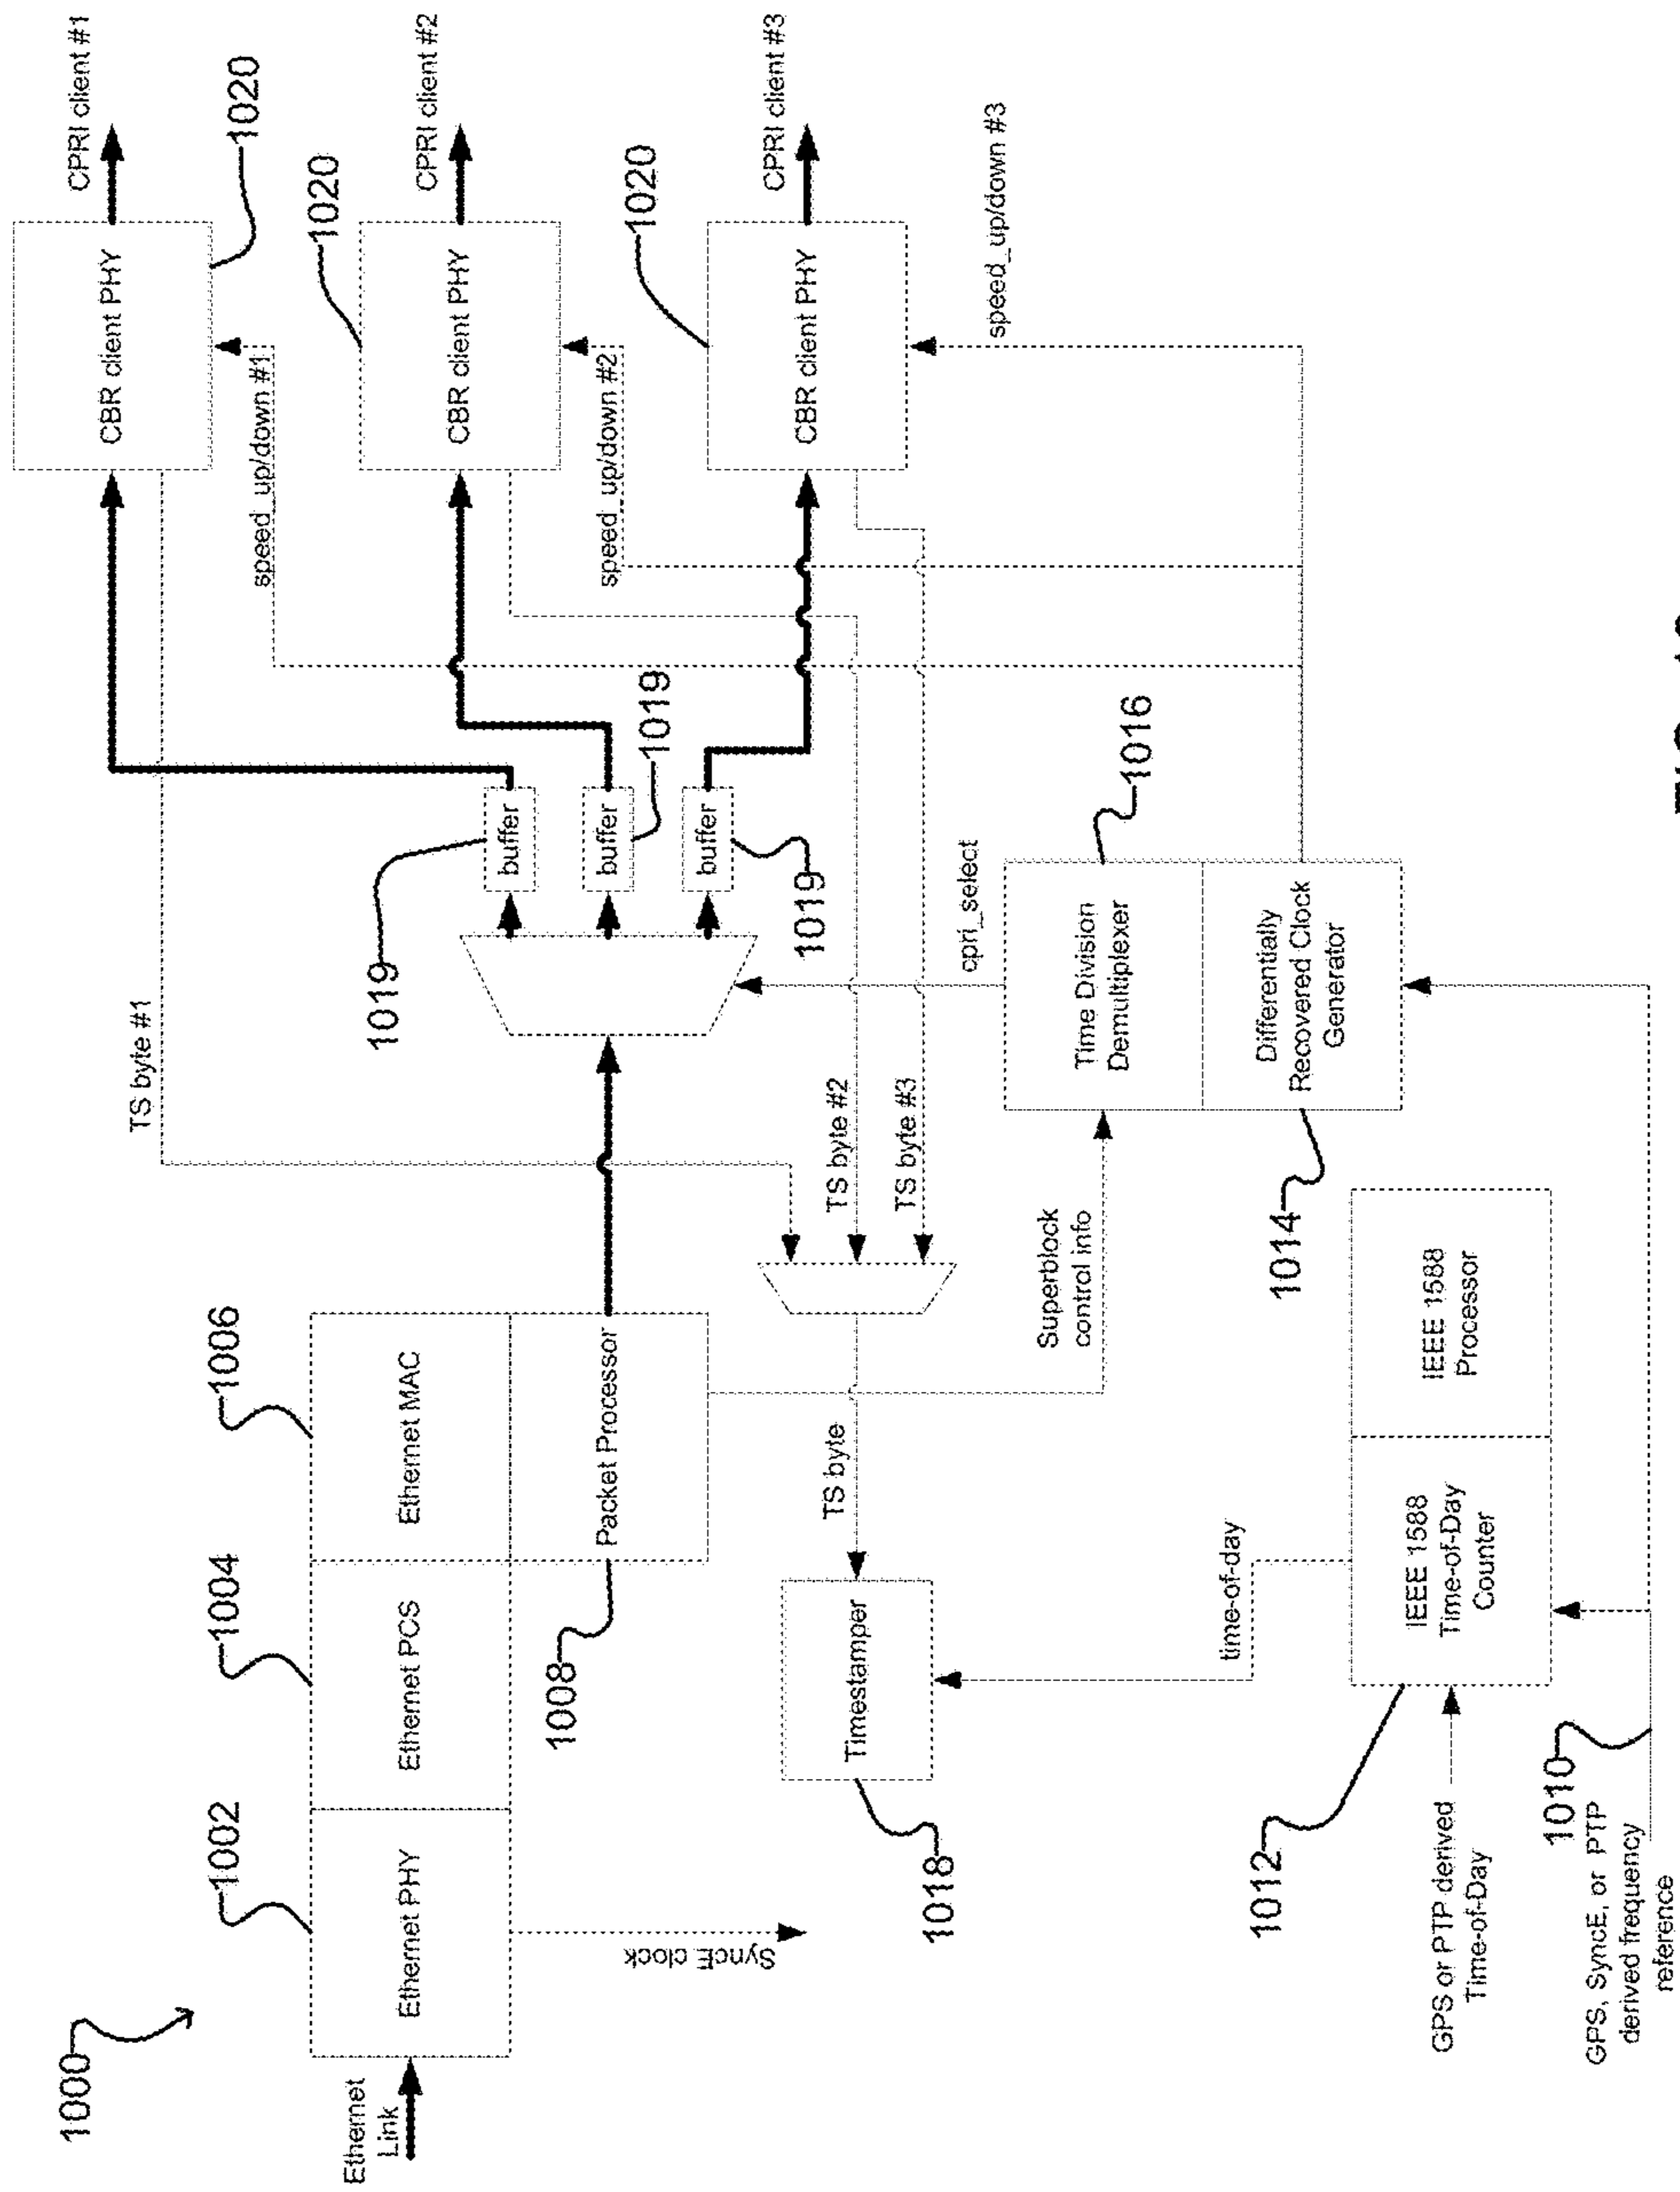 1000
Ethernet
Link
1002
1004
1006
Ethernet PHY
Ethernet PCS
Ethernet MAC
SyncE clock
1008
Packet Processor
TS byte #1
1019
buffer
buffer
buffer
1019
1019
CBR client PHY
CPRI client #1
1020
speed_up/down #1
CBR client PHY
CPRI client #2
1020
speed_up/down #2
CBR client PHY
CPRI client #3
1020
speed_up/down #3
Timestamper
1018
TS byte
TS byte #2
TS byte #3
Superblock
control info
cpri_select
Time Division
Demultiplexer
1016
Differentially
Recovered Clock
Generator
1014
time-of-day
IEEE 1588
Time-of-Day
Counter
IEEE 1588
Processor
1012
GPS or PTP derived
Time-of-Day
1010
GPS, SyncE, or PTP
derived frequency
reference